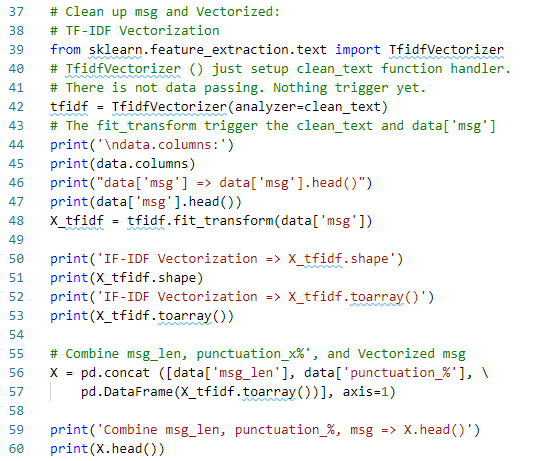 37 # Clean up msg and Vectorized:
38 # TF-IDF Vectorization
39 from sklearn.feature_extraction.text import TfidfVectorizer
40 # TfidfVectorizer () just setup clean_text function handler.
41 # There is not data passing. Nothing trigger yet.
42 tfidf = TfidfVectorizer(analyzer=clean_text)
43 # The fit_transform trigger the clean_text and data['msg']
44 print('\ndata.columns:')
45 print(data.columns)
46 print("data['msg'] => data['msg'].head()")
47 print(data['msg'].head())
48 X_tfidf = tfidf.fit_transform(data['msg'])
49
50 print('IF-IDF Vectorization => X_tfidf.shape')
51 print(X_tfidf.shape)
52 print('IF-IDF Vectorization => X_tfidf.toarray()')
53 print(X_tfidf.toarray())
54
55 # Combine msg_len, punctuation_x%', and Vectorized msg
56 X = pd.concat ([data['msg_len'], data['punctuation_%'], \
57     pd.DataFrame(X_tfidf.toarray())], axis=1)
58
59 print('Combine msg_len, punctuation_%, msg => X.head()')
60 print(X.head())